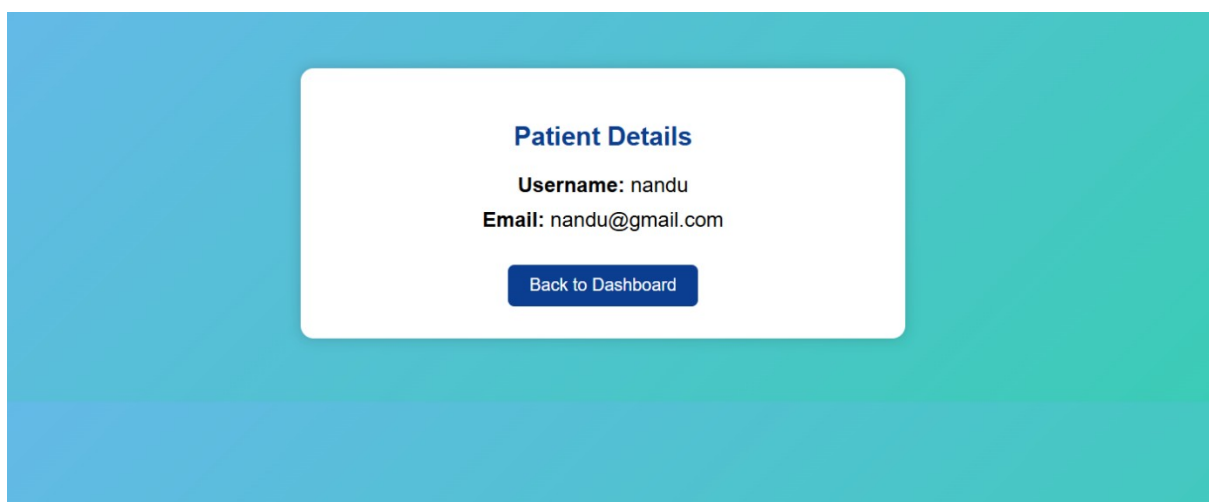 Patient Details
Username: nandu
Email: nandu@gmail.com
Back to Dashboard